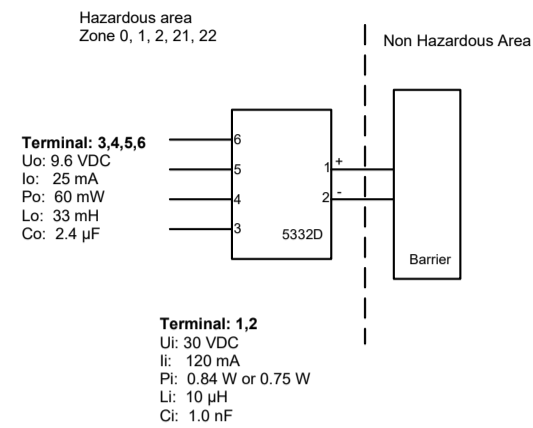 Hazardous area
Zone 0, 1, 2, 21, 22
Non Hazardous Area
Terminal: 3,4,5,6
Uo: 9.6 VDC
Io: 25 mA
Po: 60 mW
Lo: 33 mH
Co: 2.4 µF
6
5
4
3
1 +
2 -
5332D
Barrier
Terminal: 1,2
Ui: 30 VDC
Ii: 120 mA
Pi: 0.84 W or 0.75 W
Li: 10 µH
Ci: 1.0 nF